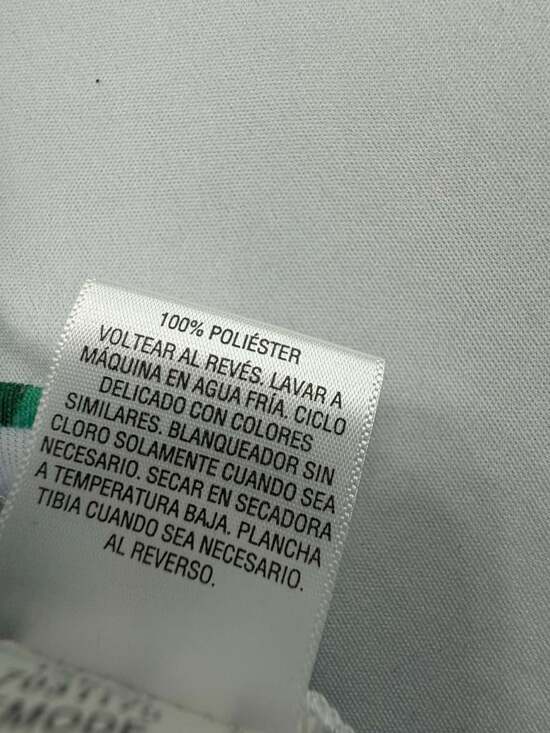 100% POLIÉSTER
VOLTEAR AL REVÉS. LAVAR A
MÁQUINA EN AGUA FRÍA. CICLO
DELICADO CON COLORES
SIMILARES. BLANQUEADOR SIN
CLORO SOLAMENTE CUANDO SEA
NECESARIO. SECAR EN SECADORA
A TEMPERATURA BAJA. PLANCHA
TIBIA CUANDO SEA NECESARIO.
AL REVERSO.